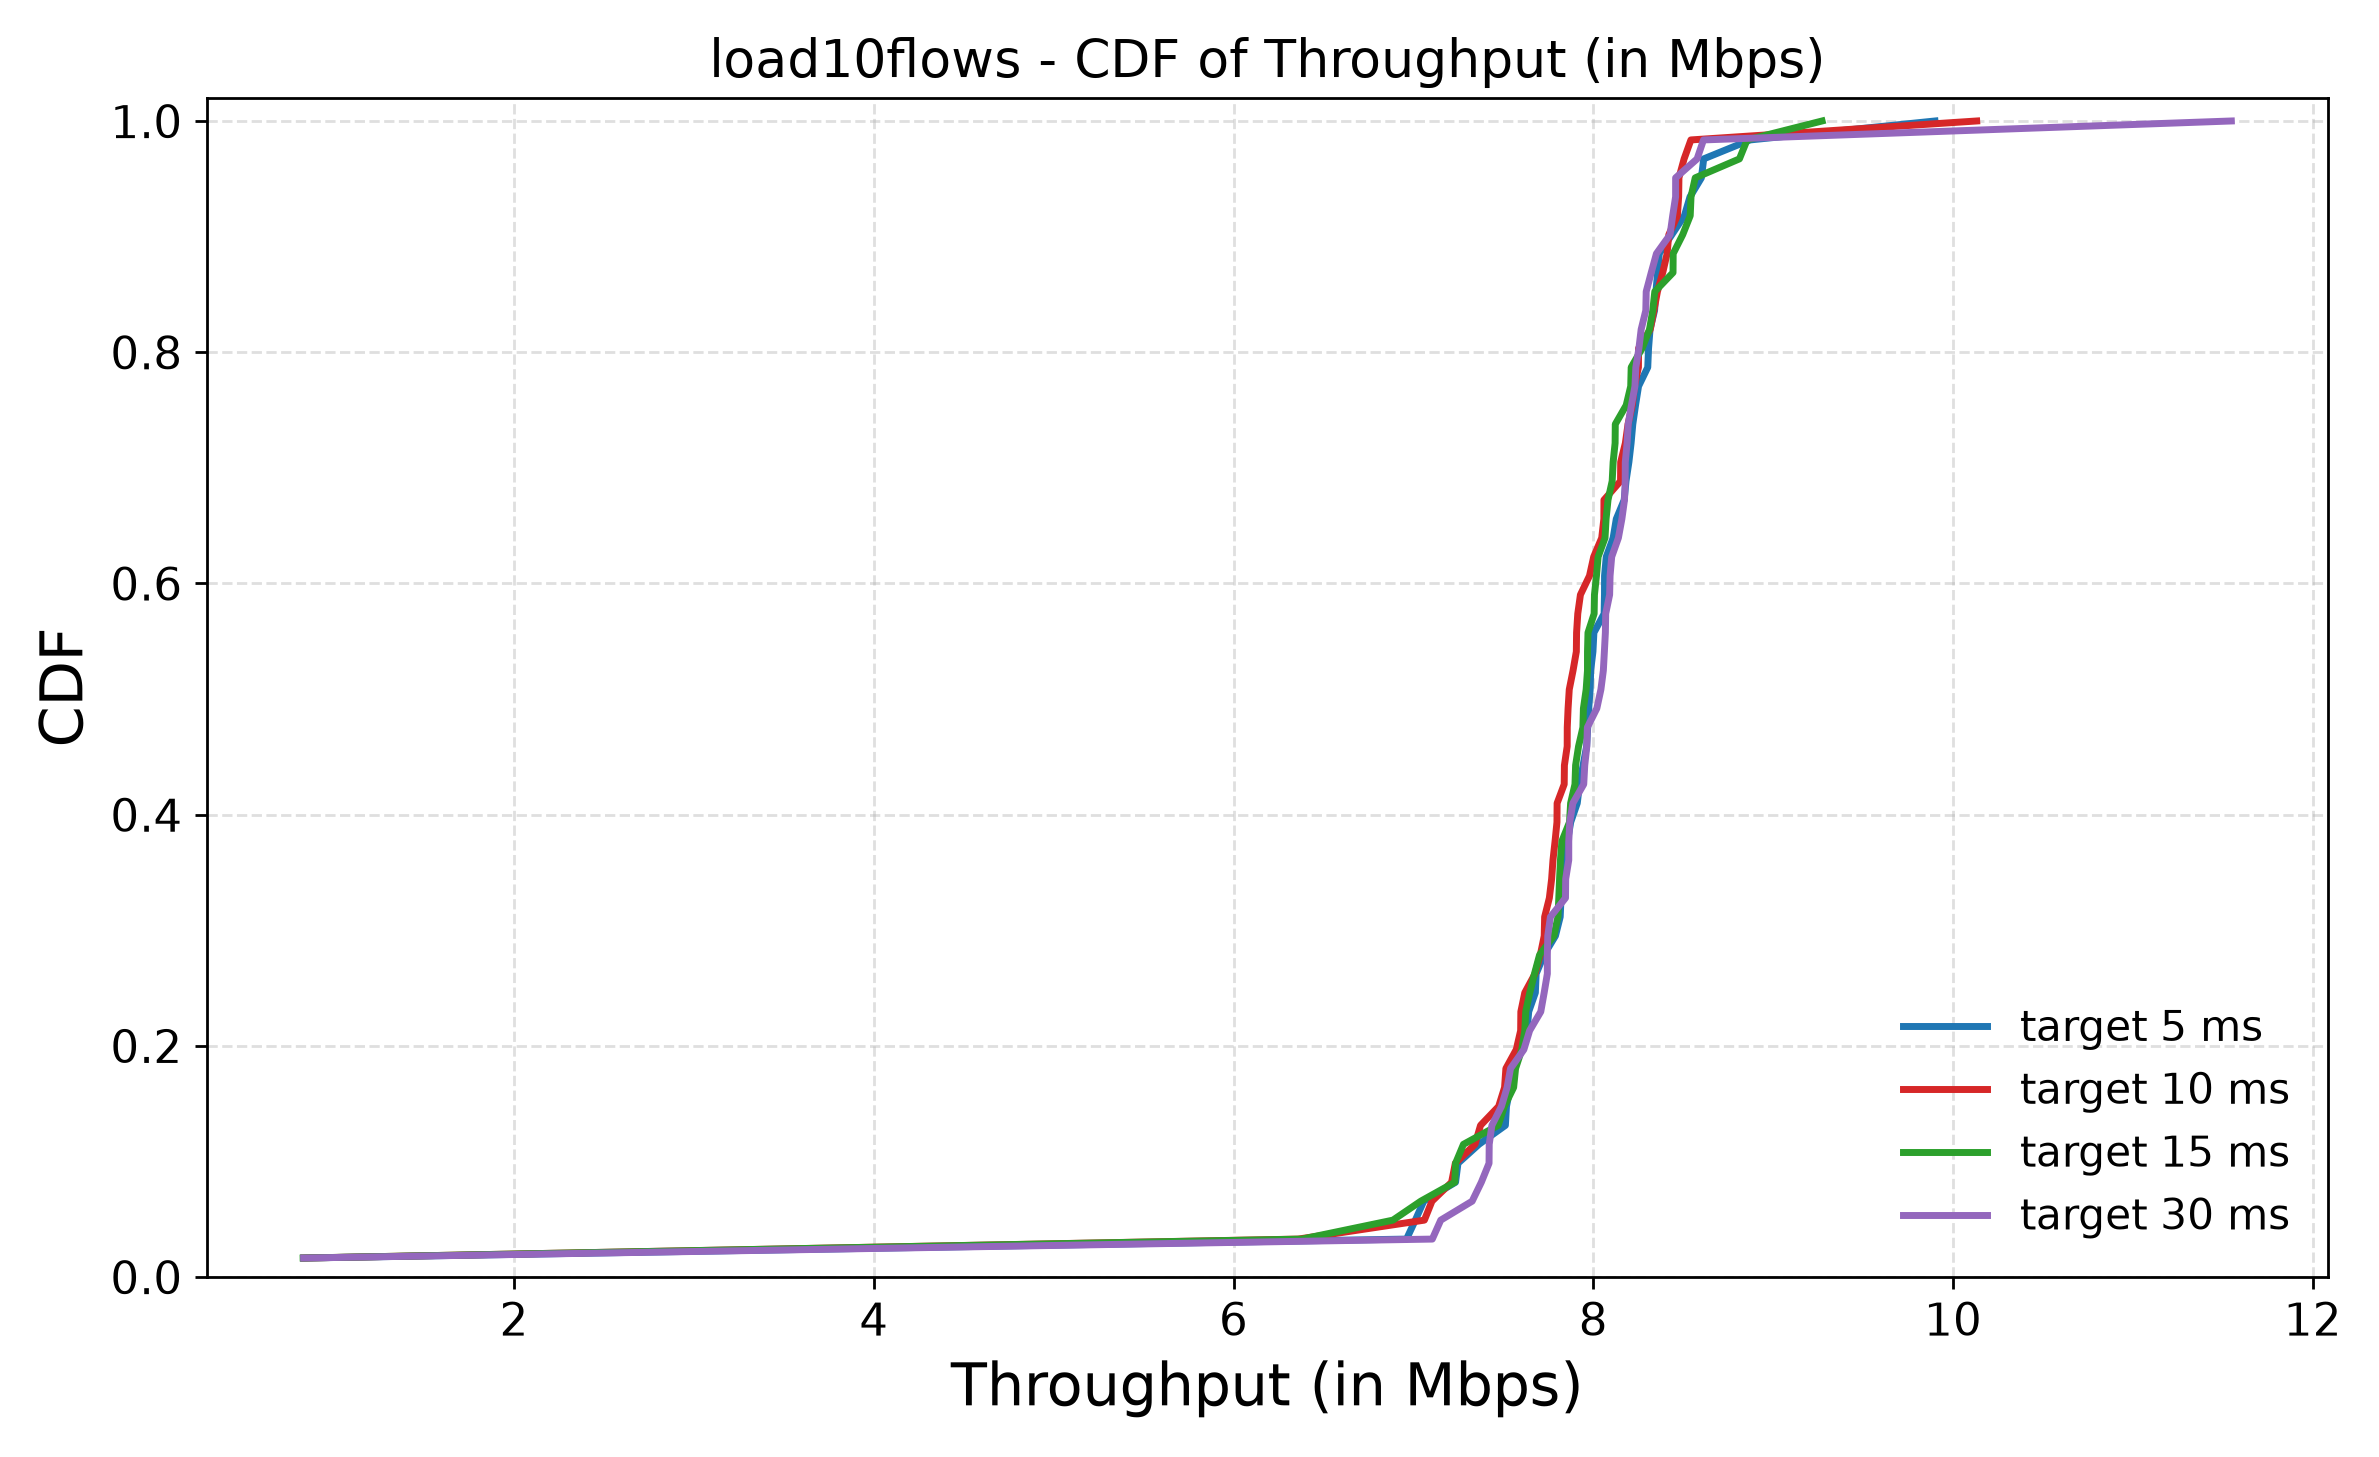 load10flows - CDF of Throughput (in Mbps)
1.0
0.8
0.6
0.4
0.2
0.0
CDF
2 4 6 8 10 12
Throughput (in Mbps)
target 5 ms
target 10 ms
target 15 ms
target 30 ms